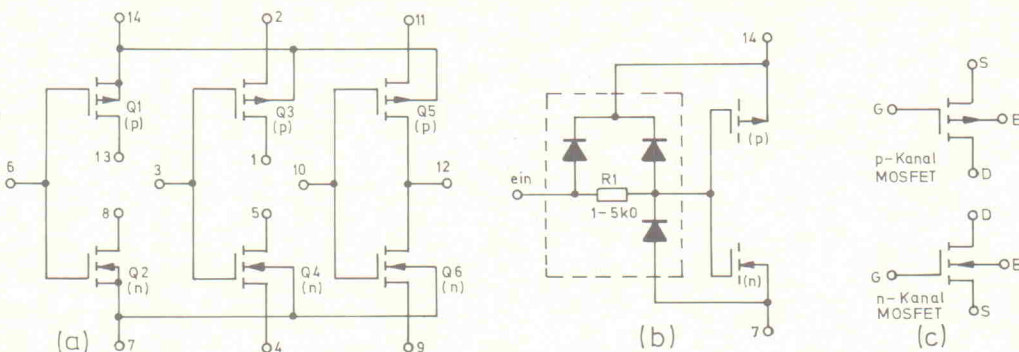 14
2
11
Q1
(p)
Q3
(p)
Q5
(p)
13
1
6
3
10
12
8
5
Q2
(n)
Q4
(n)
Q6
(n)
(a)
7
4
9
14
(p)
ein
R1
1-5k0
(n)
7
(b)
S
G
B
p-Kanal
MOSFET
D
D
G
B
n-Kanal
MOSFET
S
(c)